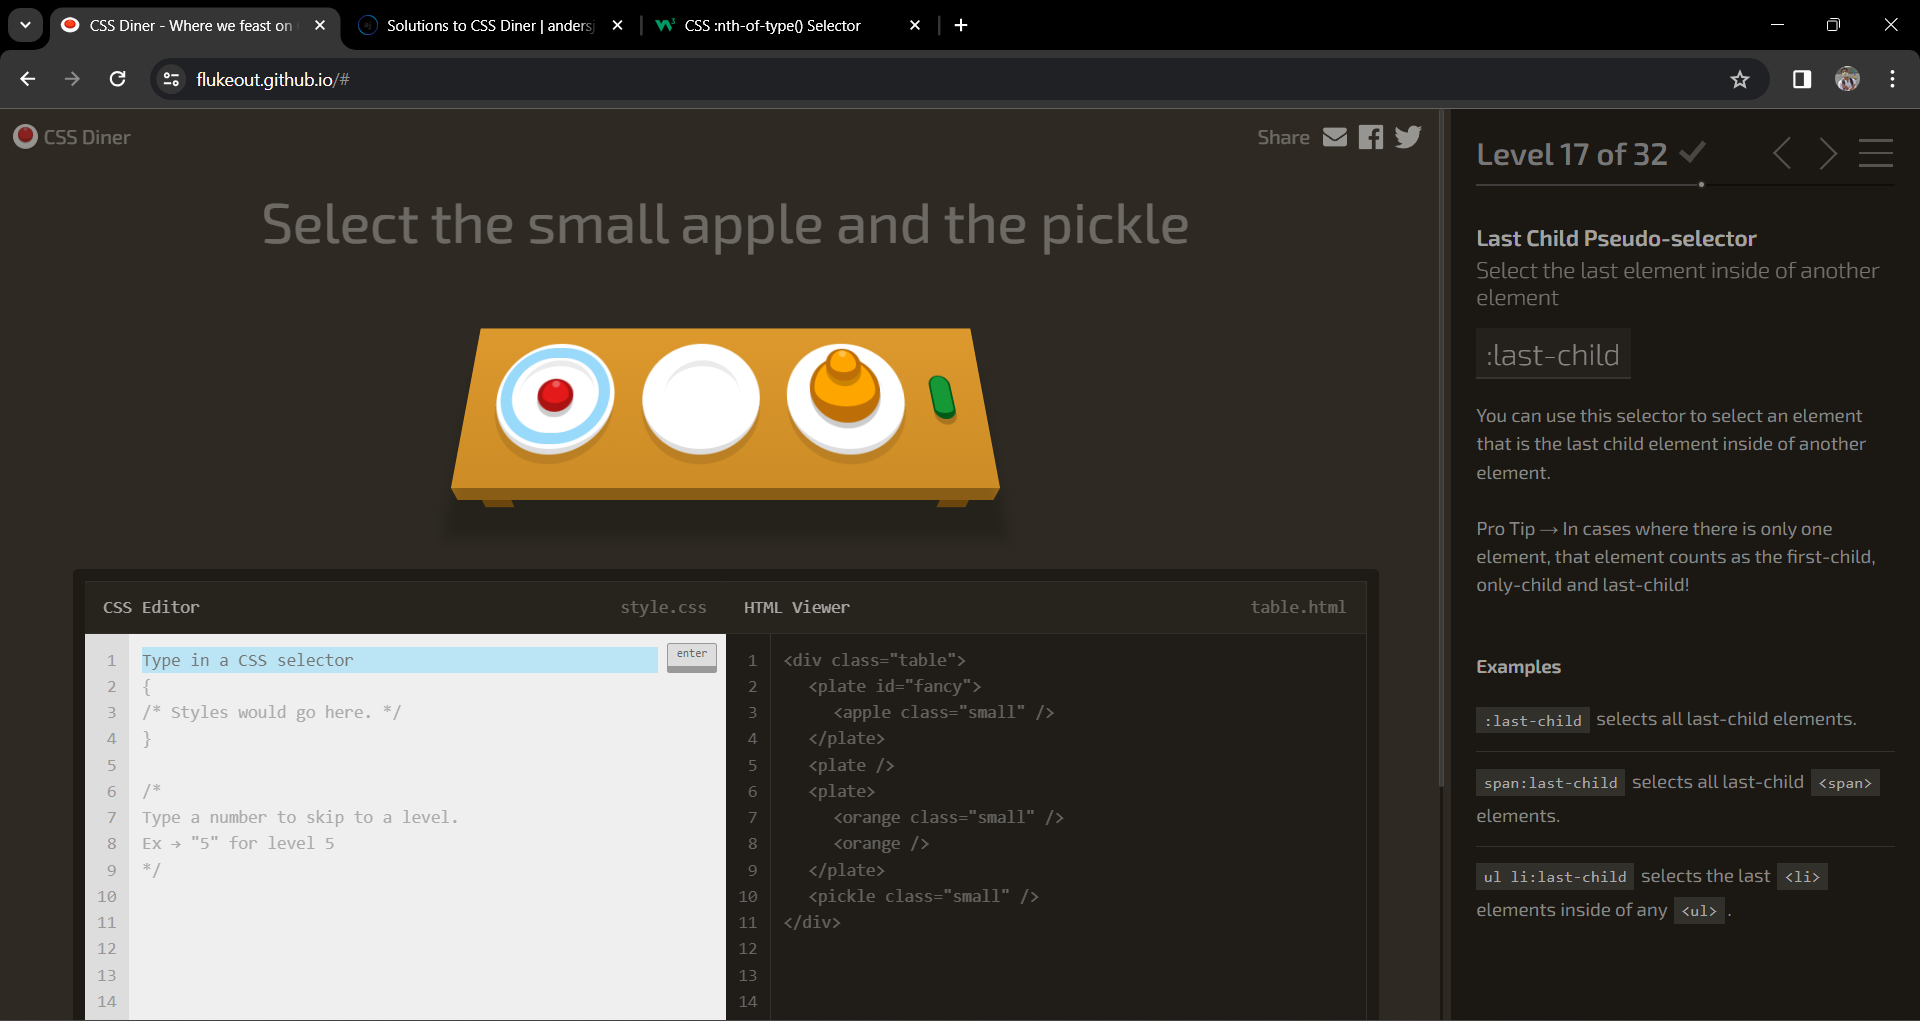 CSS Diner - Where we feast on
Solutions to CSS Diner | andersj
CSS :nth-of-type() Selector
flukeout.github.io/#
CSS Diner
Share
Select the small apple and the pickle
CSS Editor
style.css
1 Type in a CSS selector
enter
2 {
3 /* Styles would go here. */
4 }
5
6 /*
7 Type a number to skip to a level.
8 Ex → "5" for level 5
9 */
10
11
12
13
14
HTML Viewer
table.html
1 <div class="table">
2 <plate id="fancy">
3 <apple class="small" />
4 </plate>
5 <plate />
6 <plate>
7 <orange class="small" />
8 <orange />
9 </plate>
10 <pickle class="small" />
11 </div>
12
13
14
Level 17 of 32
Last Child Pseudo-selector
Select the last element inside of another
element
:last-child
You can use this selector to select an element
that is the last child element inside of another
element.
Pro Tip → In cases where there is only one
element, that element counts as the first-child,
only-child and last-child!
Examples
:last-child selects all last-child elements.
span:last-child selects all last-child <span>
elements.
ul li:last-child selects the last <li>
elements inside of any <ul> .